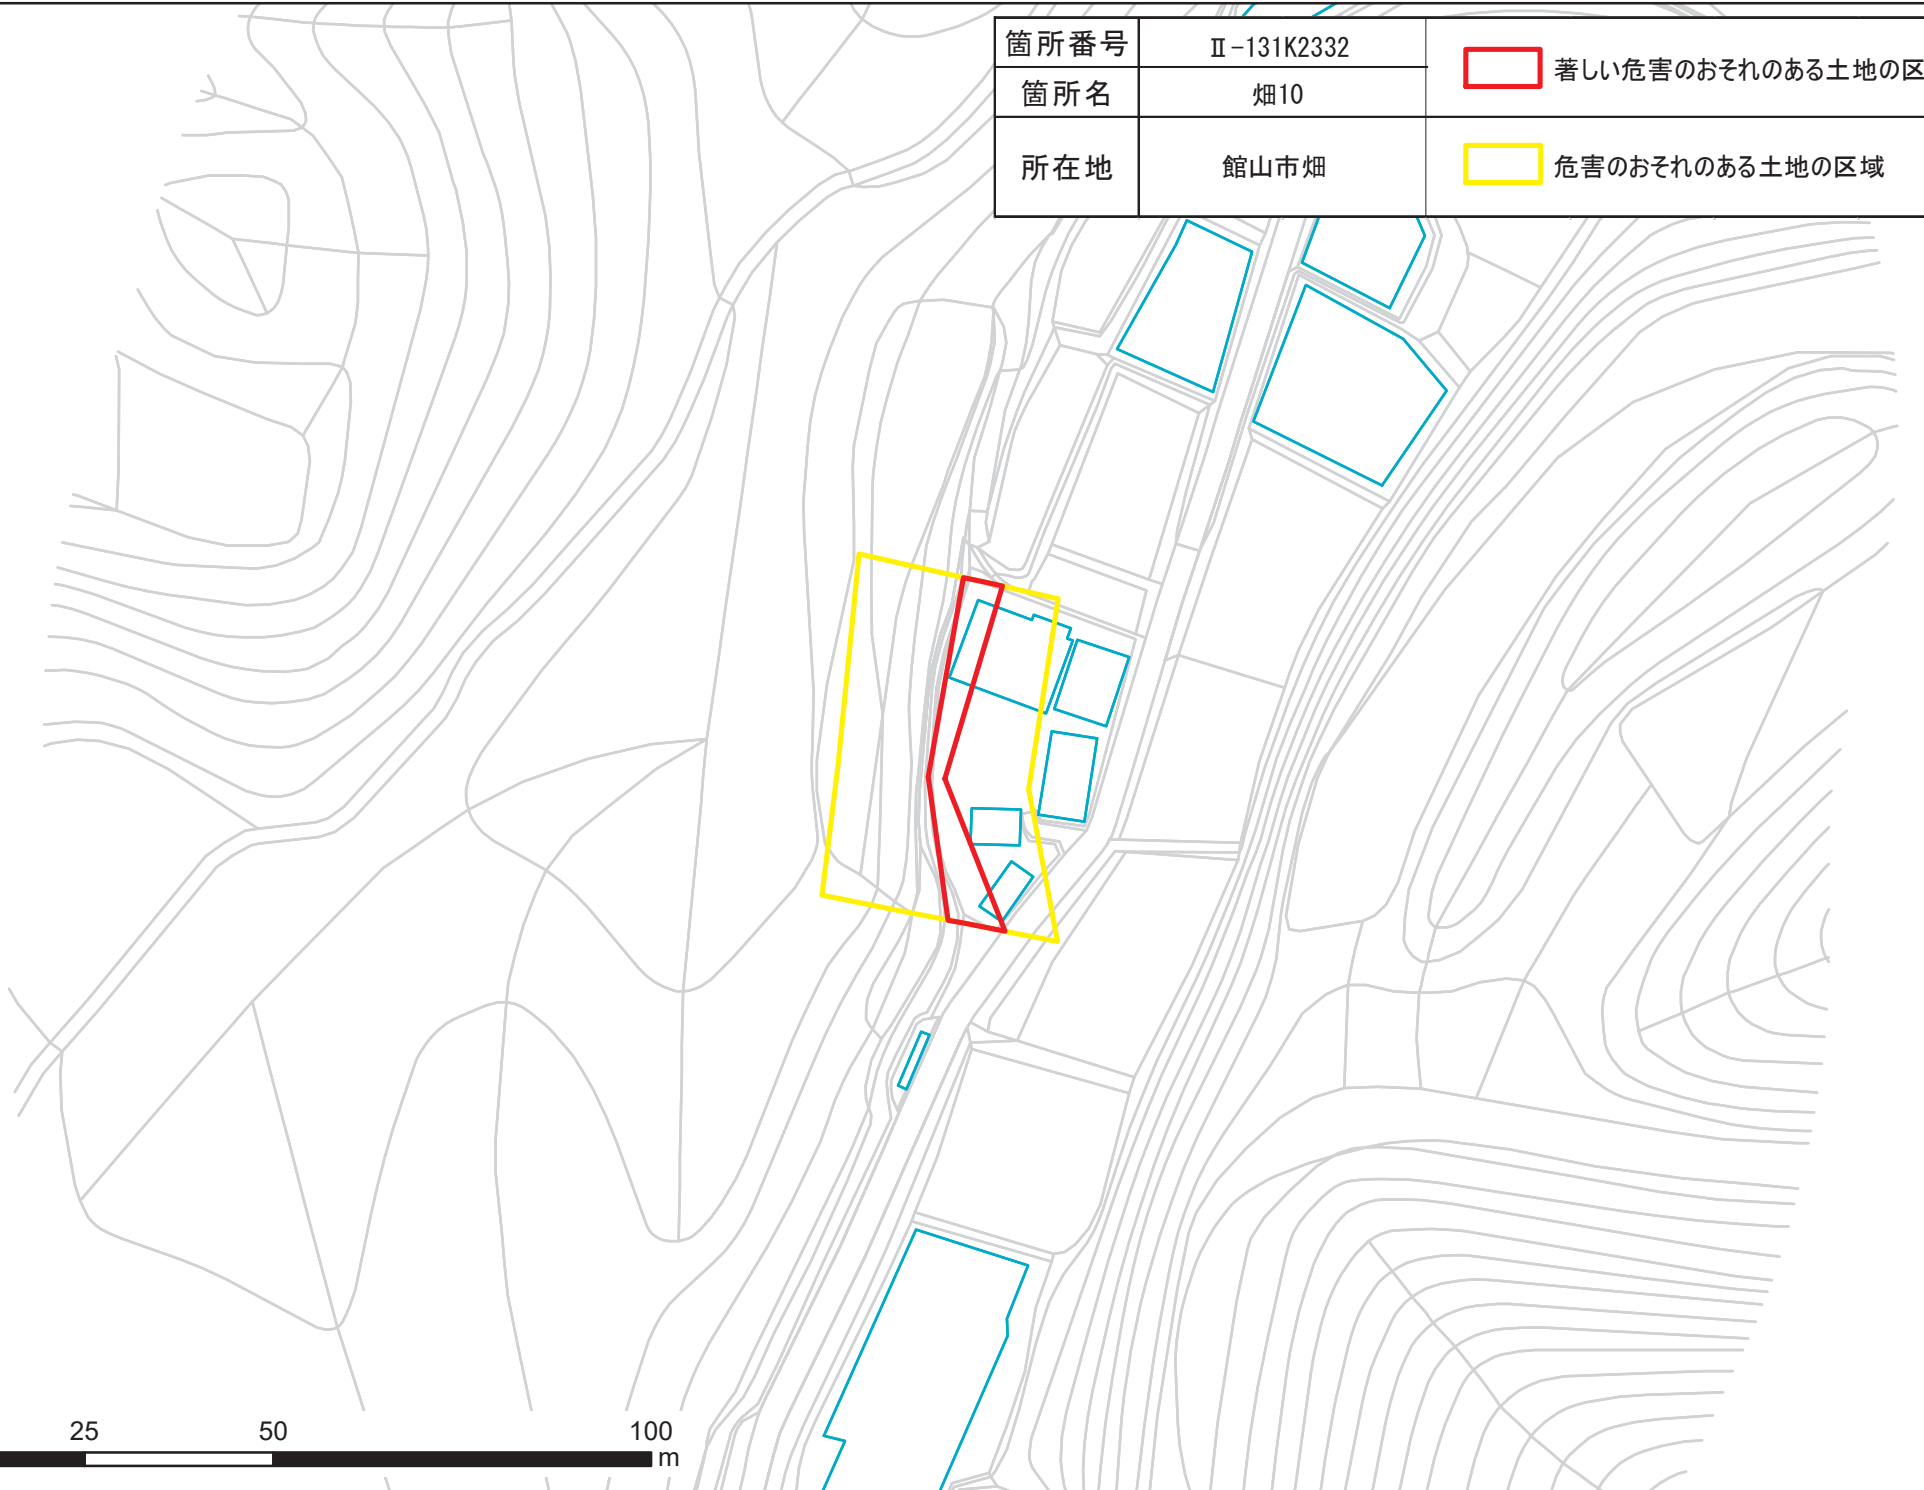 箇所番号 Ⅱ-131K2332
著しい危害のおそれのある土地の区
箇所名 畑10
所在地 館山市畑
危害のおそれのある土地の区域
25 50 100
m